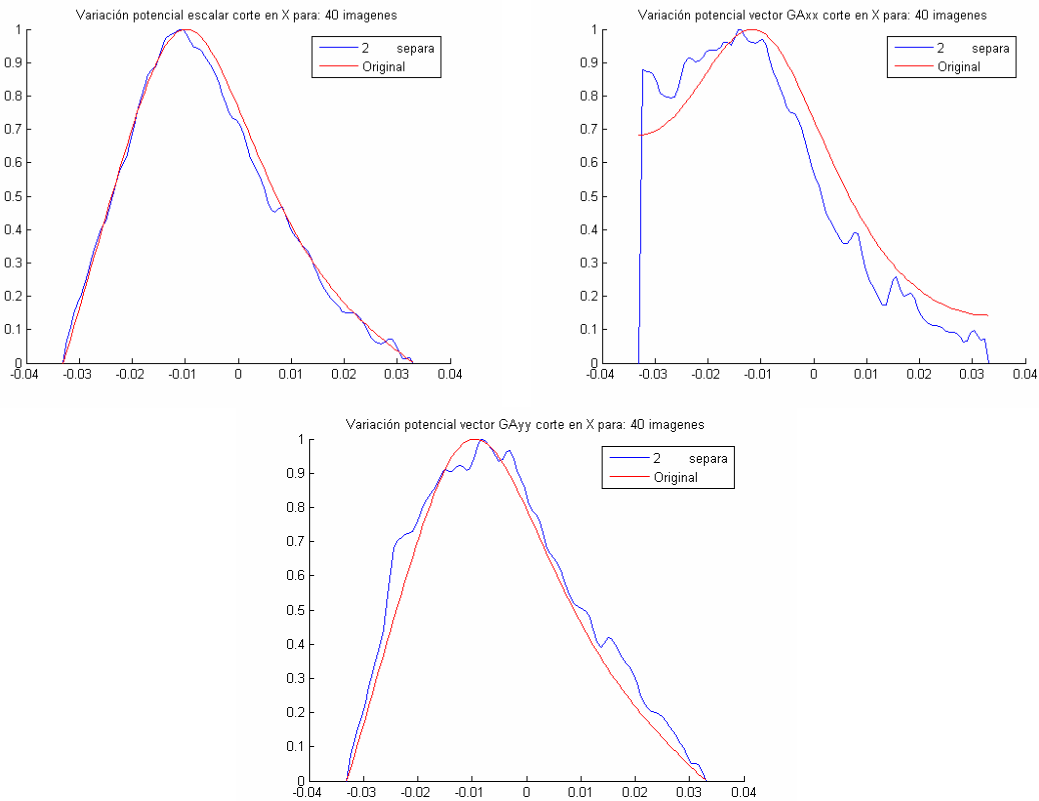 Variación potencial escalar corte en X para: 40 imagenes
2 separa
Original
1
0.9
0.8
0.7
0.6
0.5
0.4
0.3
0.2
0.1
0
-0.04 -0.03 -0.02 -0.01 0 0.01 0.02 0.03 0.04
Variación potencial vector GAxx corte en X para: 40 imagenes
2 separa
Original
1
0.9
0.8
0.7
0.6
0.5
0.4
0.3
0.2
0.1
0
-0.04 -0.03 -0.02 -0.01 0 0.01 0.02 0.03 0.04
Variación potencial vector GAyy corte en X para: 40 imagenes
2 separa
Original
1
0.9
0.8
0.7
0.6
0.5
0.4
0.3
0.2
0.1
0
-0.04 -0.03 -0.02 -0.01 0 0.01 0.02 0.03 0.04